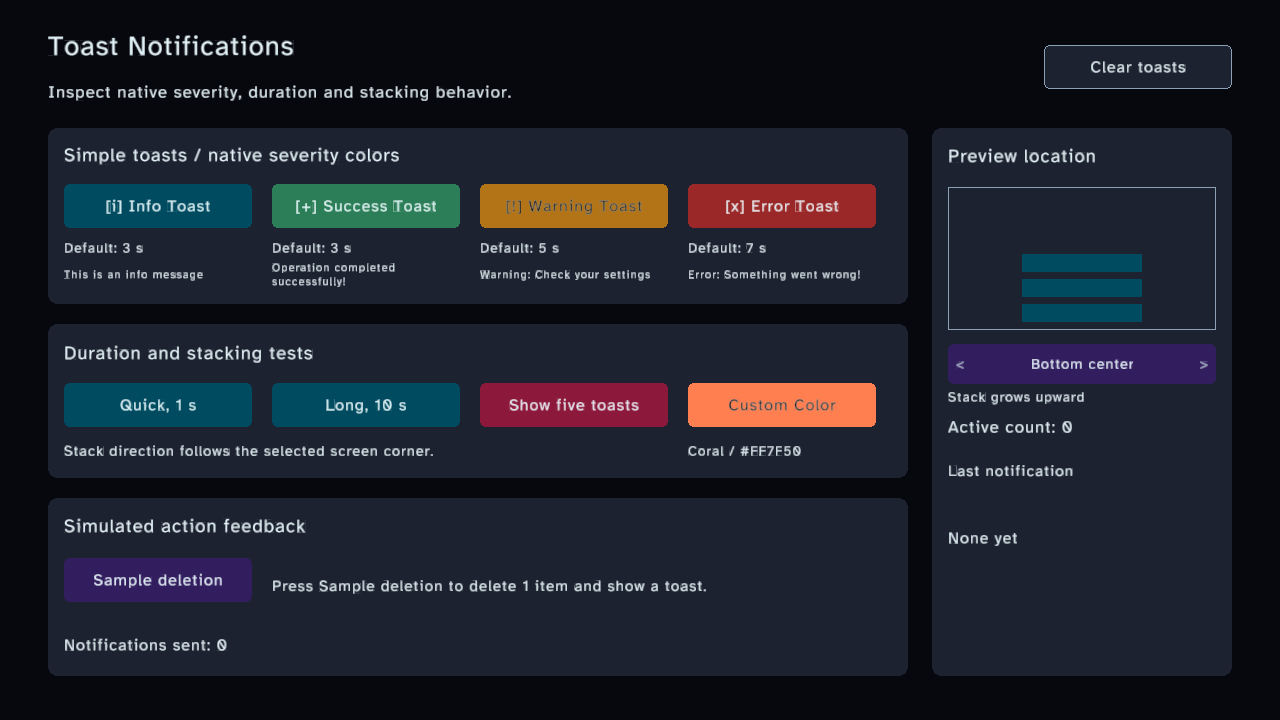 Toast Notifications
Inspect native severity, duration and stacking behavior.
Clear toasts
Simple toasts / native severity colors
[i] Info Toast
[+] Success Toast
[!] Warning Toast
[x] Error Toast
Default: 3 s
Default: 3 s
Default: 5 s
Default: 7 s
This is an info message
Operation completed
successfully!
Warning: Check your settings
Error: Something went wrong!
Duration and stacking tests
Quick, 1 s
Long, 10 s
Show five toasts
Custom Color
Stack direction follows the selected screen corner.
Coral / #FF7F50
Simulated action feedback
Sample deletion
Press Sample deletion to delete 1 item and show a toast.
Notifications sent: 0
Preview location
<
Bottom center
>
Stack grows upward
Active count: 0
Last notification
None yet